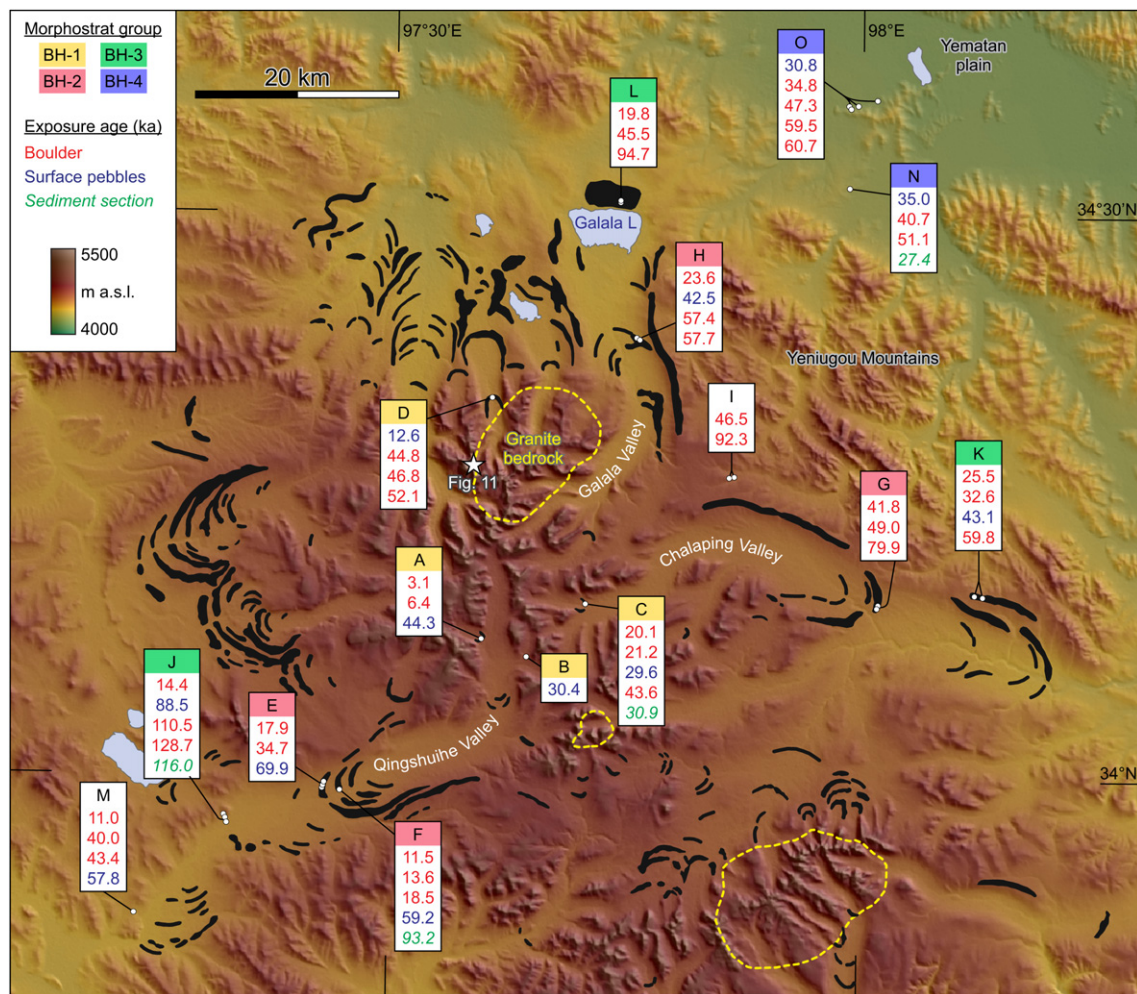 Morphostrat group
BH-1
BH-3
BH-2
BH-4
Exposure age (ka)
Boulder
Surface pebbles
Sediment section
5500
m a.s.l.
4000
97°30'E
98°E
20 km
Yematan
plain
O
30.8
34.8
47.3
59.5
60.7
L
19.8
45.5
94.7
N
35.0
40.7
51.1
27.4
34°30'N
Galala L
H
23.6
42.5
57.4
57.7
Yeniugou Mountains
D
12.6
44.8
46.8
52.1
Granite
bedrock
Fig. 11
Galala Valley
I
46.5
92.3
G
41.8
49.0
79.9
K
25.5
32.6
43.1
59.8
Chalaping Valley
A
3.1
6.4
44.3
C
20.1
21.2
29.6
43.6
30.9
B
30.4
J
14.4
88.5
110.5
128.7
116.0
E
17.9
34.7
69.9
Qingshuihe Valley
34°N
M
11.0
40.0
43.4
57.8
F
11.5
13.6
18.5
59.2
93.2